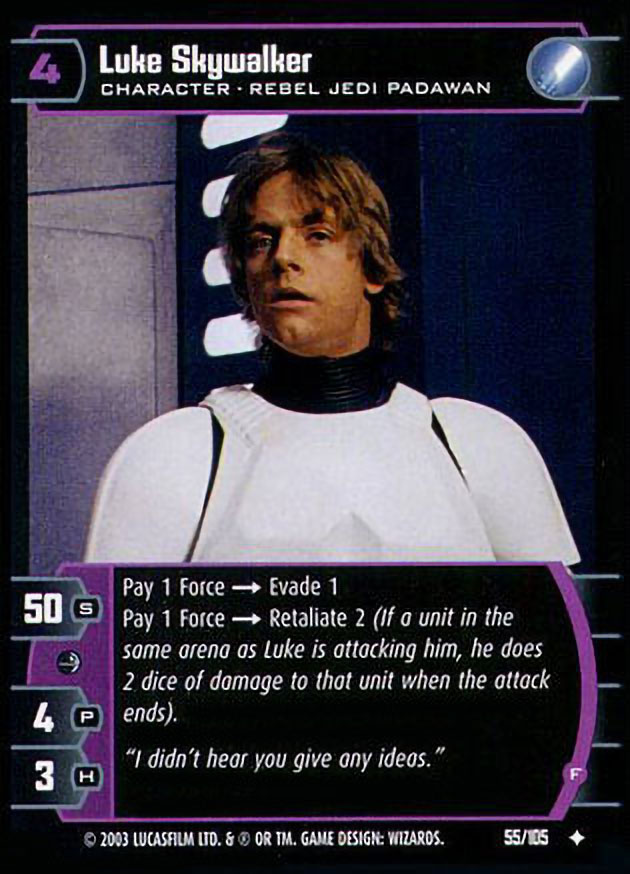 4
Luke Skywalker
CHARACTER · REBEL JEDI PADAWAN
50 S
4 P
3 H
Pay 1 Force → Evade 1
Pay 1 Force → Retaliate 2 (If a unit in the
same arena as Luke is attacking him, he does
2 dice of damage to that unit when the attack
ends).
“I didn't hear you give any ideas.”
F
© 2003 LUCASFILM LTD. & ® OR TM. GAME DESIGN: WIZARDS.
55/105